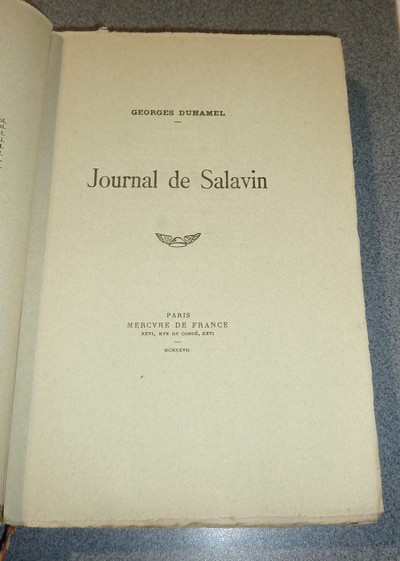 GEORGES DUHAMEL
Journal de Salavin
PARIS
MERCVRE DE FRANCE
XXVI, RVE DE CONDÉ, XXVI
MCMXXVII